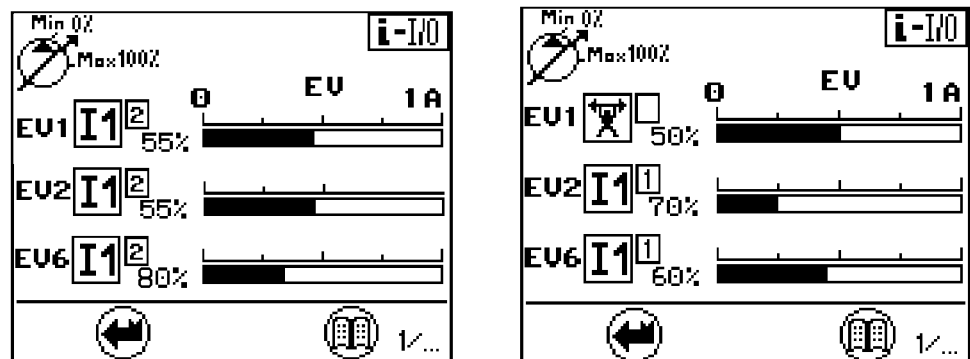 Min 0%
i-I/0
Max100%
0 EV 1A
EV1 I1 2
55%
EV2 I1 2
55%
EV6 I1 2
80%
1/...
Min 0%
i-I/0
Max100%
0 EV 1A
EV1
50%
EV2 I1 1
70%
EV6 I1 1
60%
1/...